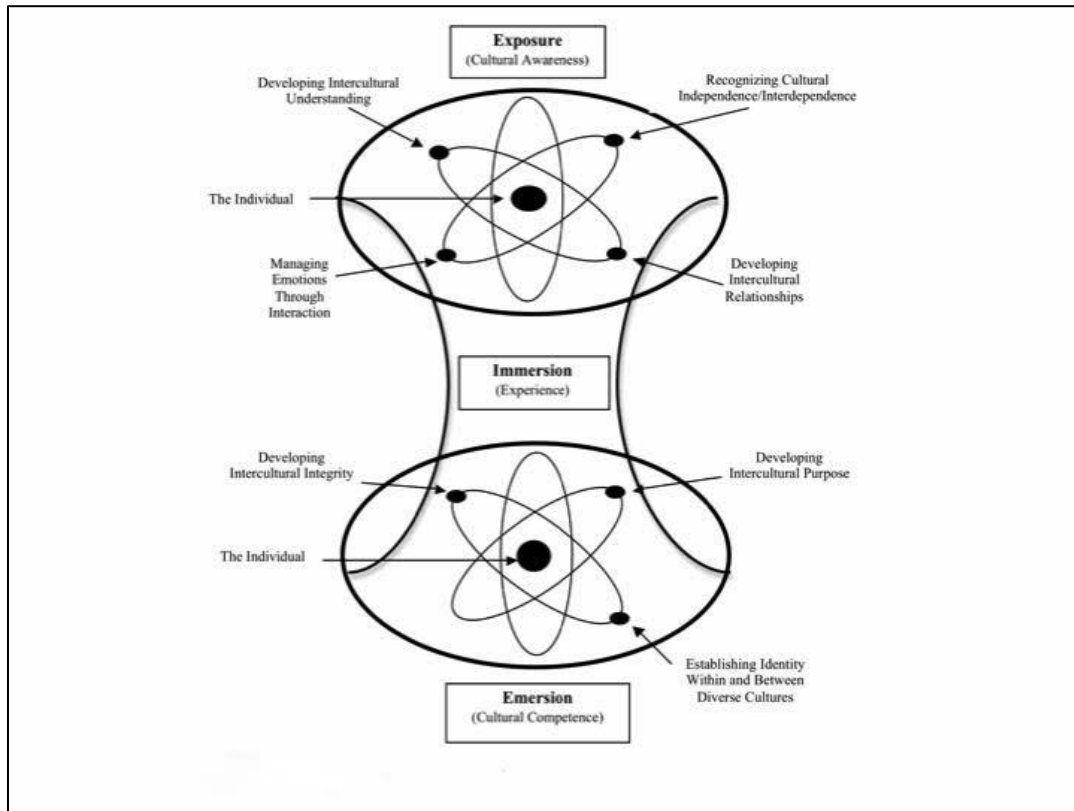 Exposure
(Cultural Awareness)
Developing Intercultural
Understanding
Recognizing Cultural
Independence/Interdependence
The Individual
Managing
Emotions
Through
Interaction
Developing
Intercultural
Relationships
Immersion
(Experience)
Developing
Intercultural Integrity
Developing
Intercultural Purpose
The Individual
Establishing Identity
Within and Between
Diverse Cultures
Emersion
(Cultural Competence)